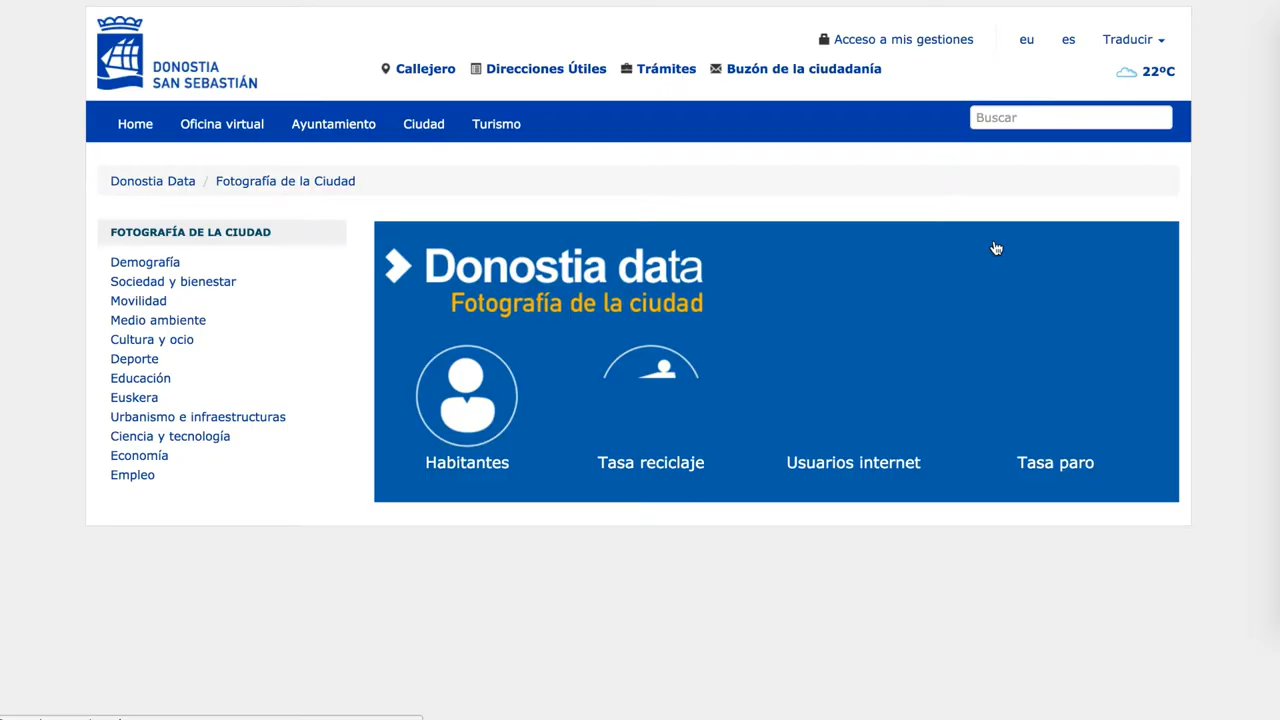 DONOSTIA
SAN SEBASTIÁN
Acceso a mis gestiones
eu
es
Traducir
Callejero
Direcciones Útiles
Trámites
Buzón de la ciudadanía
22ºC
Home
Oficina virtual
Ayuntamiento
Ciudad
Turismo
Buscar
Donostia Data / Fotografía de la Ciudad
FOTOGRAFÍA DE LA CIUDAD
Demografía
Sociedad y bienestar
Movilidad
Medio ambiente
Cultura y ocio
Deporte
Educación
Euskera
Urbanismo e infraestructuras
Ciencia y tecnología
Economía
Empleo
Donostia data
Fotografía de la ciudad
Habitantes
Tasa reciclaje
Usuarios internet
Tasa paro